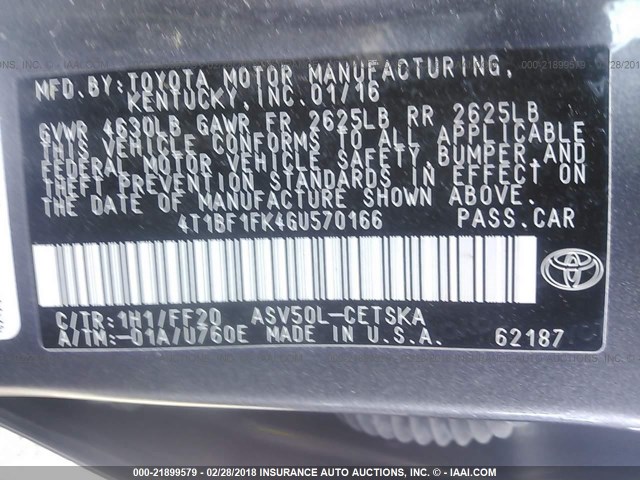 MFD. BY: TOYOTA MOTOR MANUFACTURING,
KENTUCKY, INC. 01/16
GVWR 4630LB GAWR FR 2625LB RR 2625LB
THIS VEHICLE CONFORMS TO ALL APPLICABLE
FEDERAL MOTOR VEHICLE SAFETY, BUMPER, AND
THEFT PREVENTION STANDARDS IN EFFECT ON
THE DATE OF MANUFACTURE SHOWN ABOVE.
4T1BF1FK4GU570166 PASS. CAR
C/TR: 1H1/FF20 ASV50L-CETSKA
A/TM: -01A/U760E MADE IN U.S.A. 62187
000-21899579 - 02/28/2018 INSURANCE AUTO AUCTIONS, INC. - © IAAI.COM